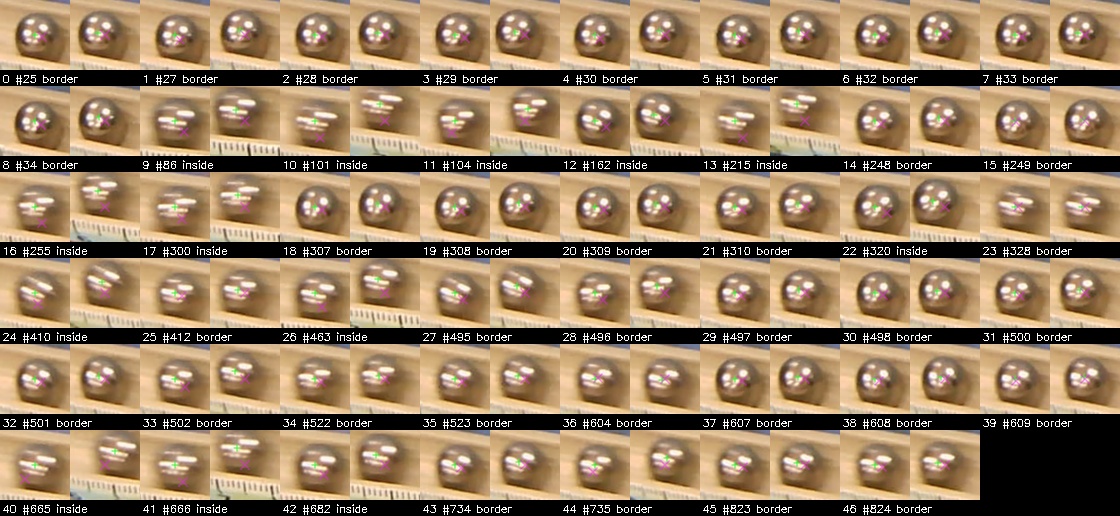 0 #25 border 1 #27 border 2 #28 border 3 #29 border 4 #30 border 5 #31 border 6 #32 border 7 #33 border
8 #34 border 9 #86 inside 10 #101 inside 11 #104 inside 12 #162 inside 13 #215 inside 14 #248 border 15 #249 border
16 #255 inside 17 #300 inside 18 #307 border 19 #308 border 20 #309 border 21 #310 border 22 #320 inside 23 #328 border
24 #410 inside 25 #412 border 26 #463 inside 27 #495 border 28 #496 border 29 #497 border 30 #498 border 31 #500 border
32 #501 border 33 #502 border 34 #522 border 35 #523 border 36 #604 border 37 #607 border 38 #608 border 39 #609 border
40 #665 inside 41 #666 inside 42 #682 inside 43 #734 border 44 #735 border 45 #823 border 46 #824 border